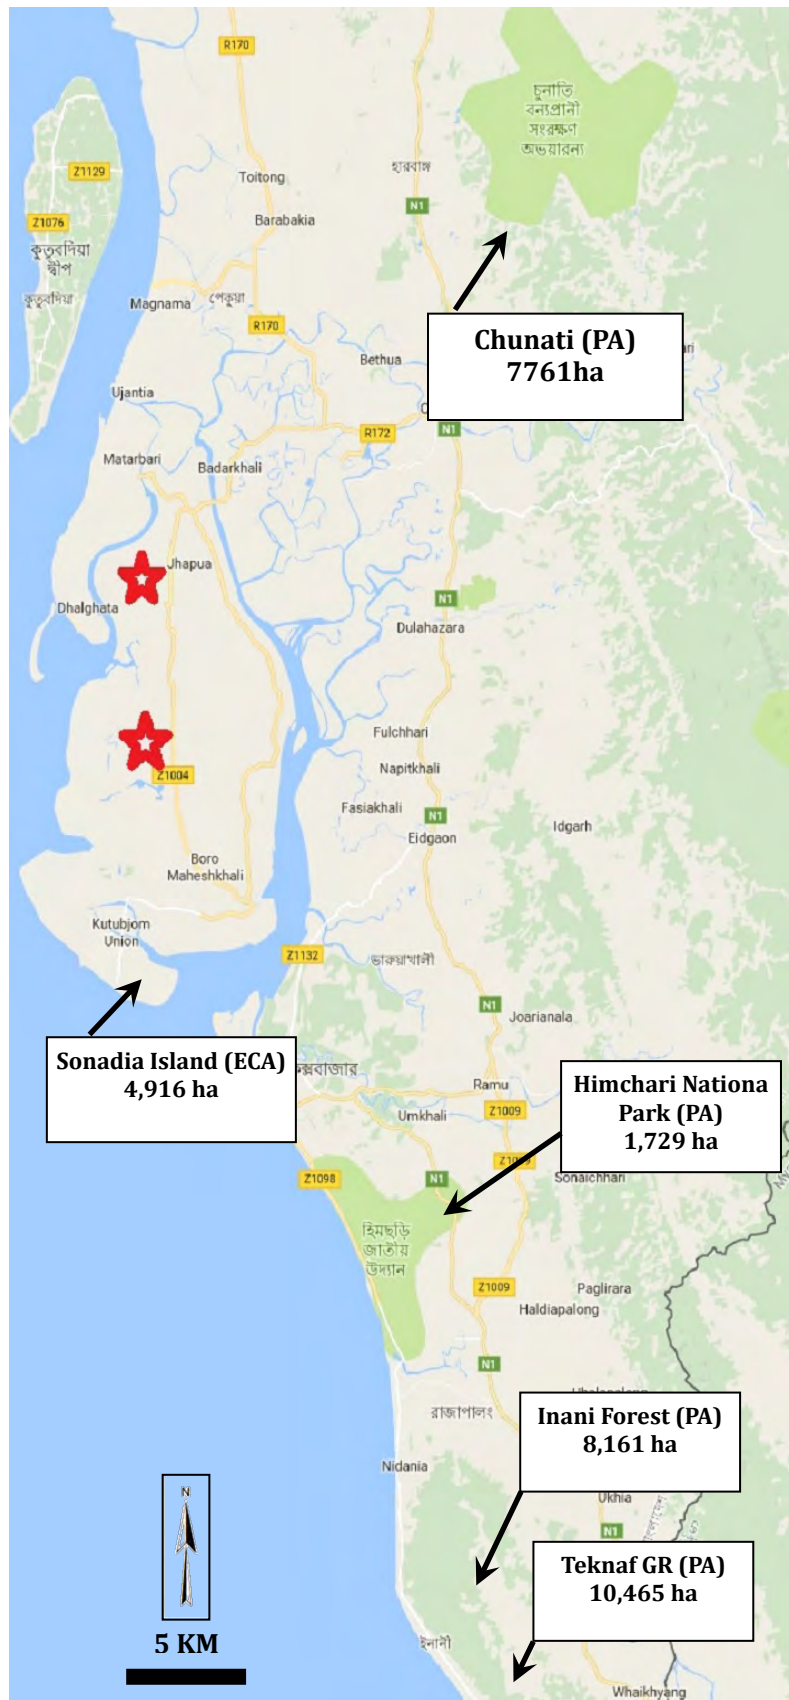 R170
চুনাতি
বন্যপ্রাণী
সংরক্ষণ
অভয়ারন্য
হারবাঙ্গ
Z1129
Toitong
N1
Z1076
Barabakia
কুতুবদিয়া
দ্বীপ
কুতুবদিয়া
Magnama
পেকুয়া
R170
Chunati (PA)
7761ha
Bethua
ari
Ujantia
N1
R172
Matarbari
Badarkhali
Jhapua
N1
Dhalghata
Dulahazara
Fulchhari
Napitkhali
Z1004
Fasiakhali
N1
Eidgaon
Idgarh
Boro
Maheshkhali
Kutubjom
Union
Z1132
ভারুয়াখালী
N1
Joarianala
Sonadia Island (ECA)
4,916 ha
ক্সবাজার
Ramu
Himchari Nationa
Park (PA)
1,729 ha
Umkhali
Z1009
Sonaichhari
Z1098
N1
হিমছড়ি
জাতীয়
উদ্যান
Z1009
Paglirara
Haldiapalong
N1
রাজাপালং
Inani Forest (PA)
8,161 ha
Nidania
Ukhia
N
N1
Teknaf GR (PA)
10,465 ha
5 KM
ইনানী
Whaikhyang